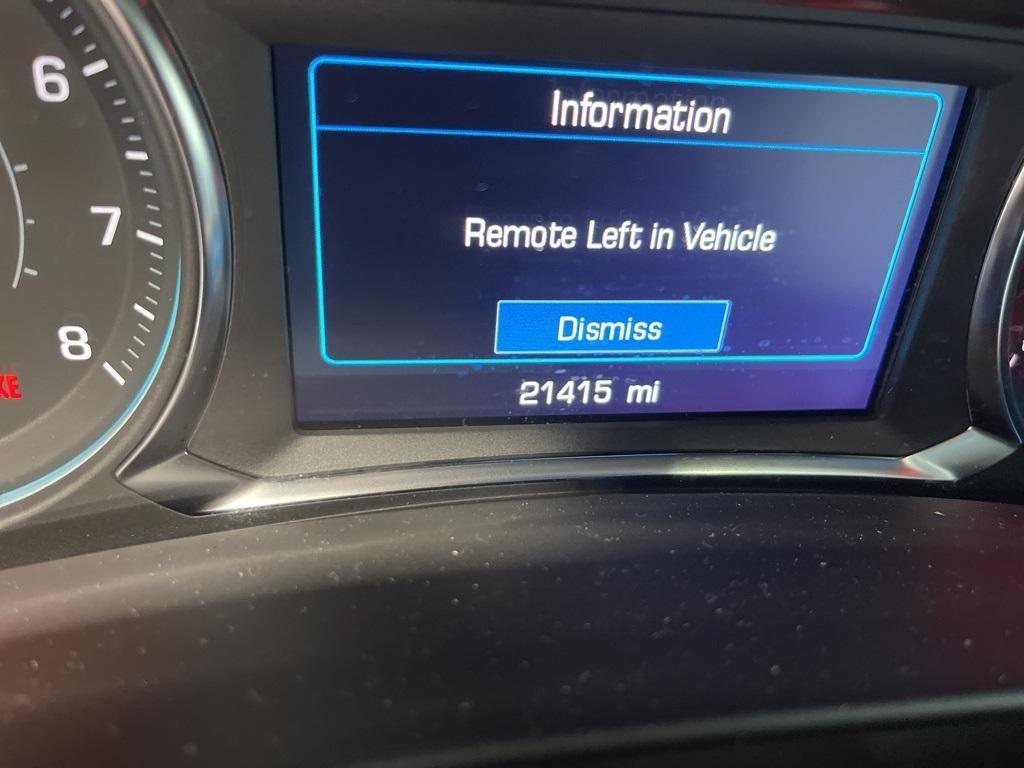 6
7
8
Information
Remote Left in Vehicle
Dismiss
21415 mi